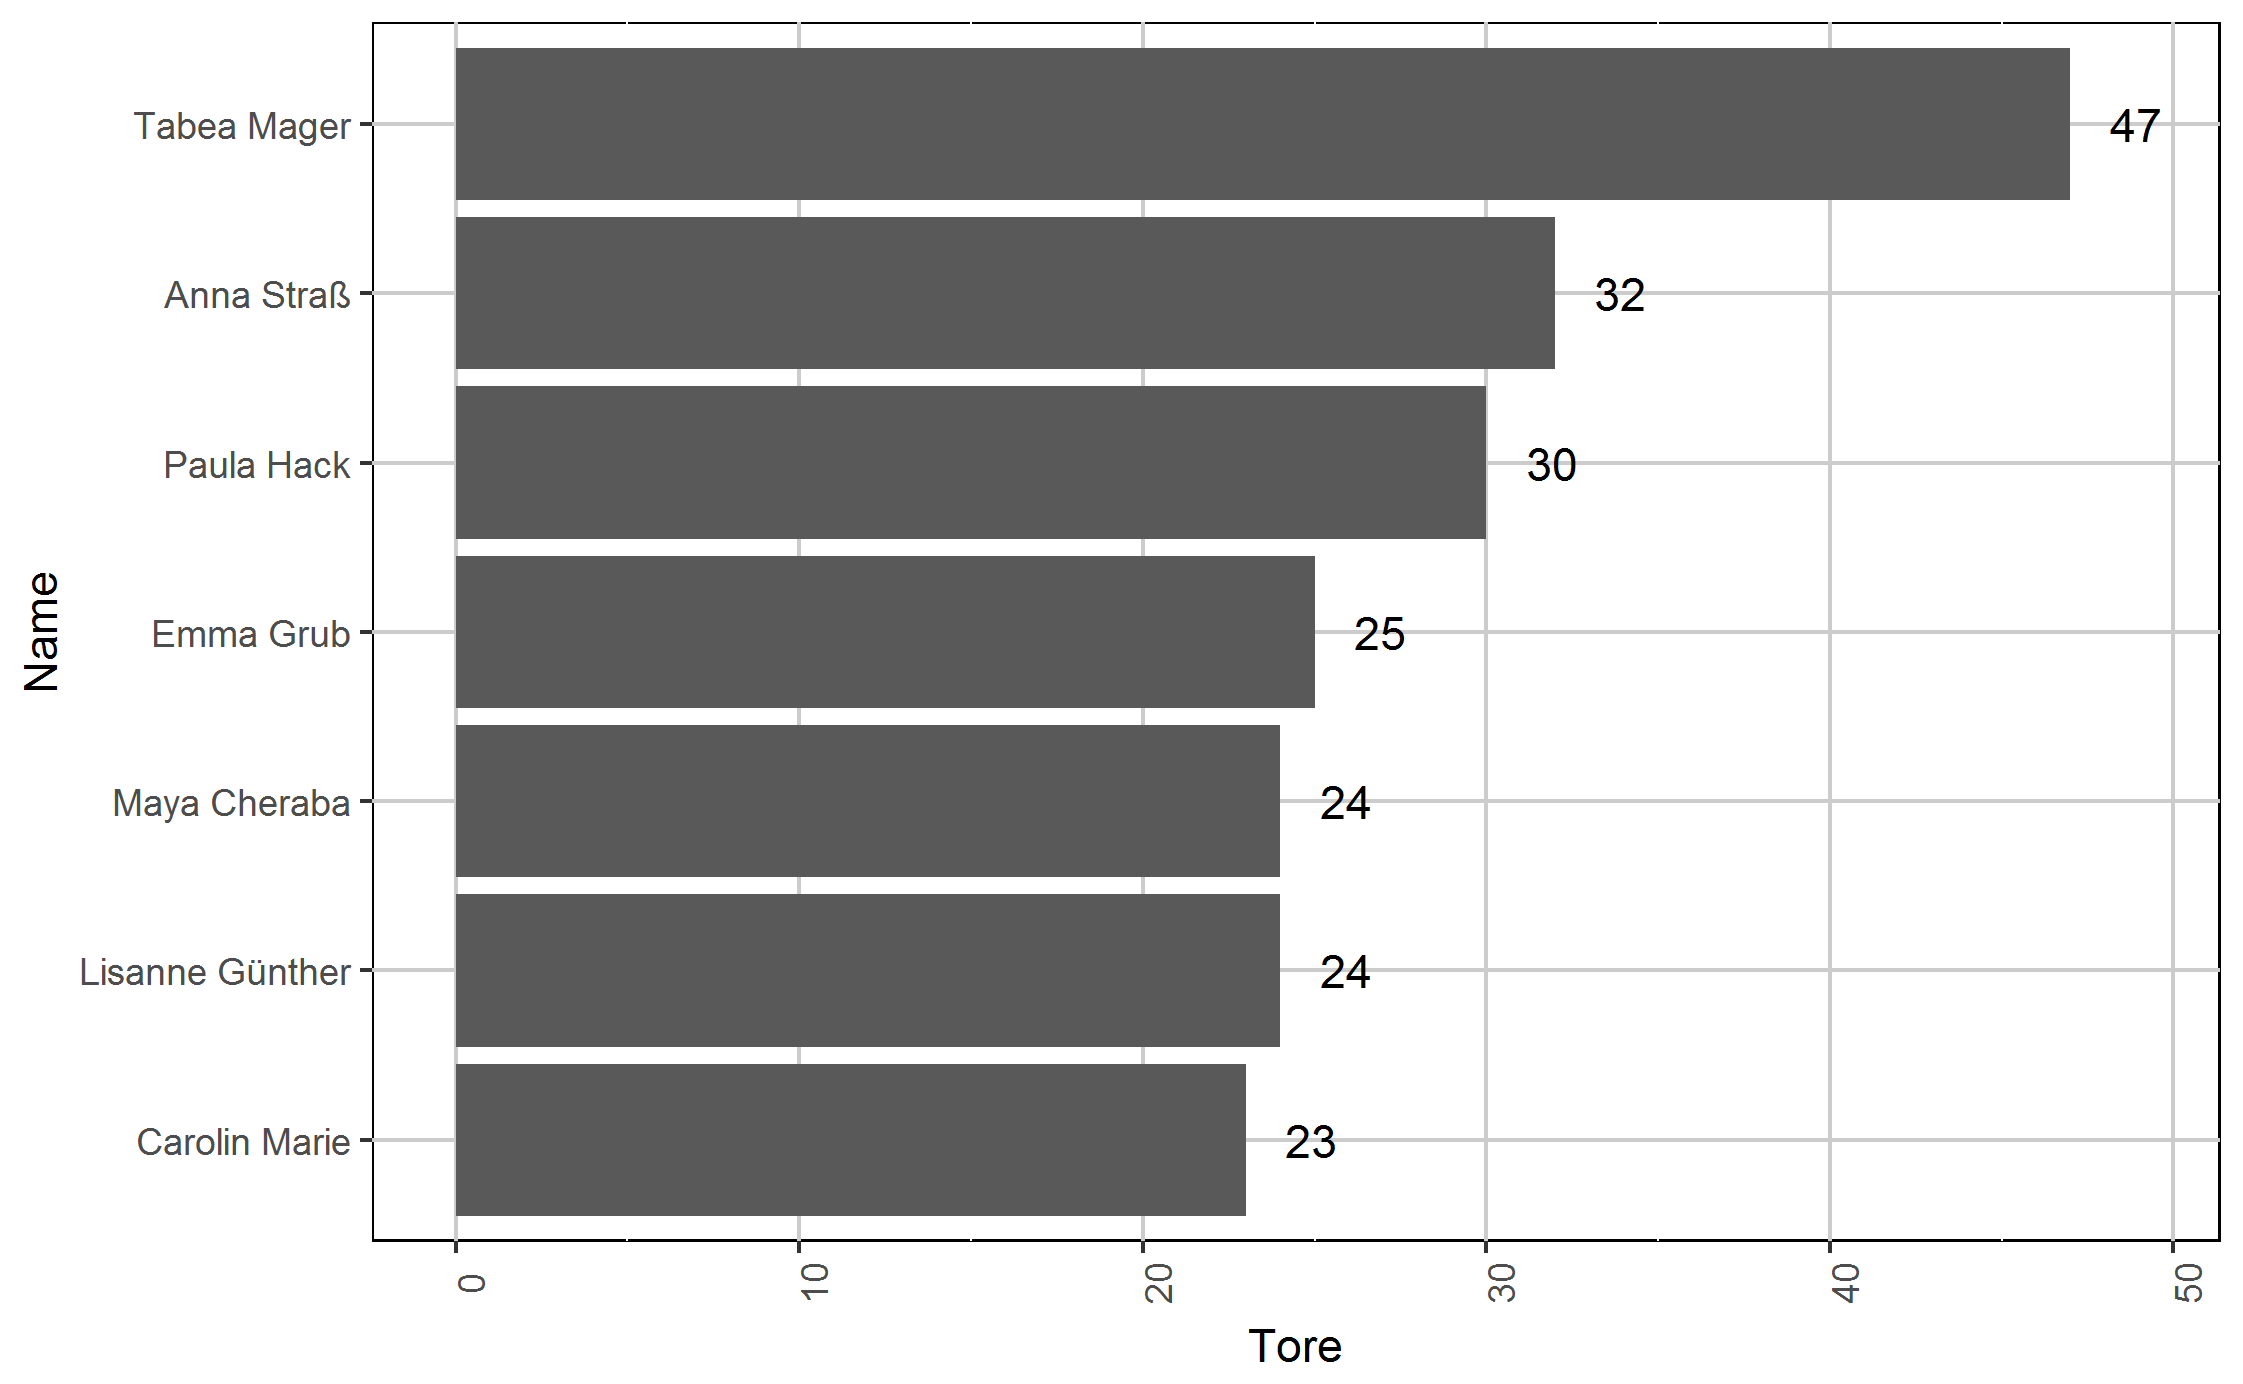 Name
Tabea Mager
47
Anna Straß
32
Paula Hack
30
Emma Grub
25
Maya Cheraba
24
Lisanne Günther
24
Carolin Marie
23
0
10
20
30
40
50
Tore